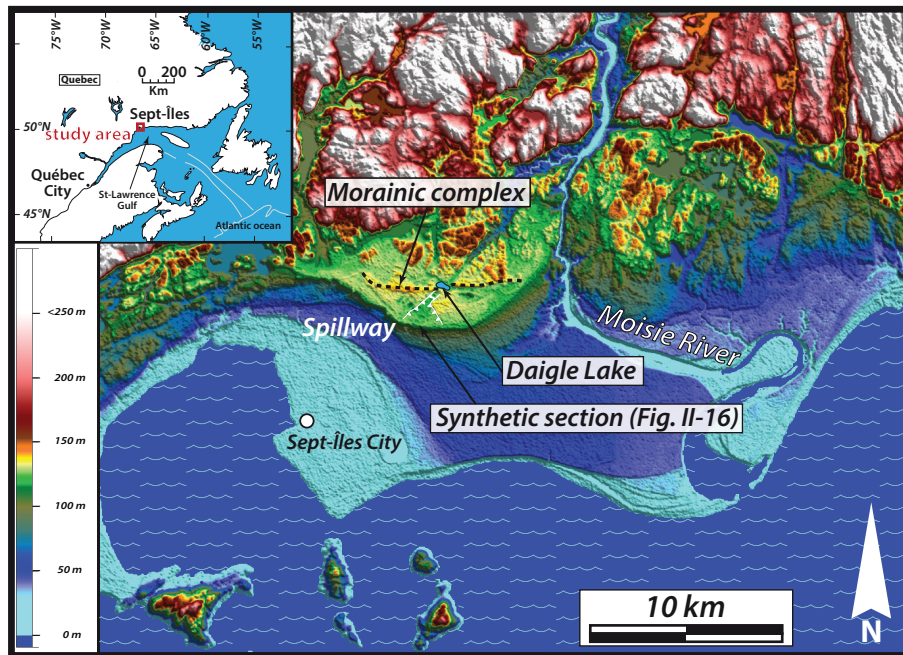 75°W
70°W
65°W
60°W
55°W
0 200
Km
Quebec
Sept-Îles
50°N
study area
Québec
City
St-Lawrence
Gulf
45°N
Atlantic ocean
Morainic complex
<250 m
200 m
150 m
100 m
50 m
0 m
Spillway
Moisie River
Daigle Lake
Synthetic section (Fig. II-16)
Sept-Îles City
10 km
N